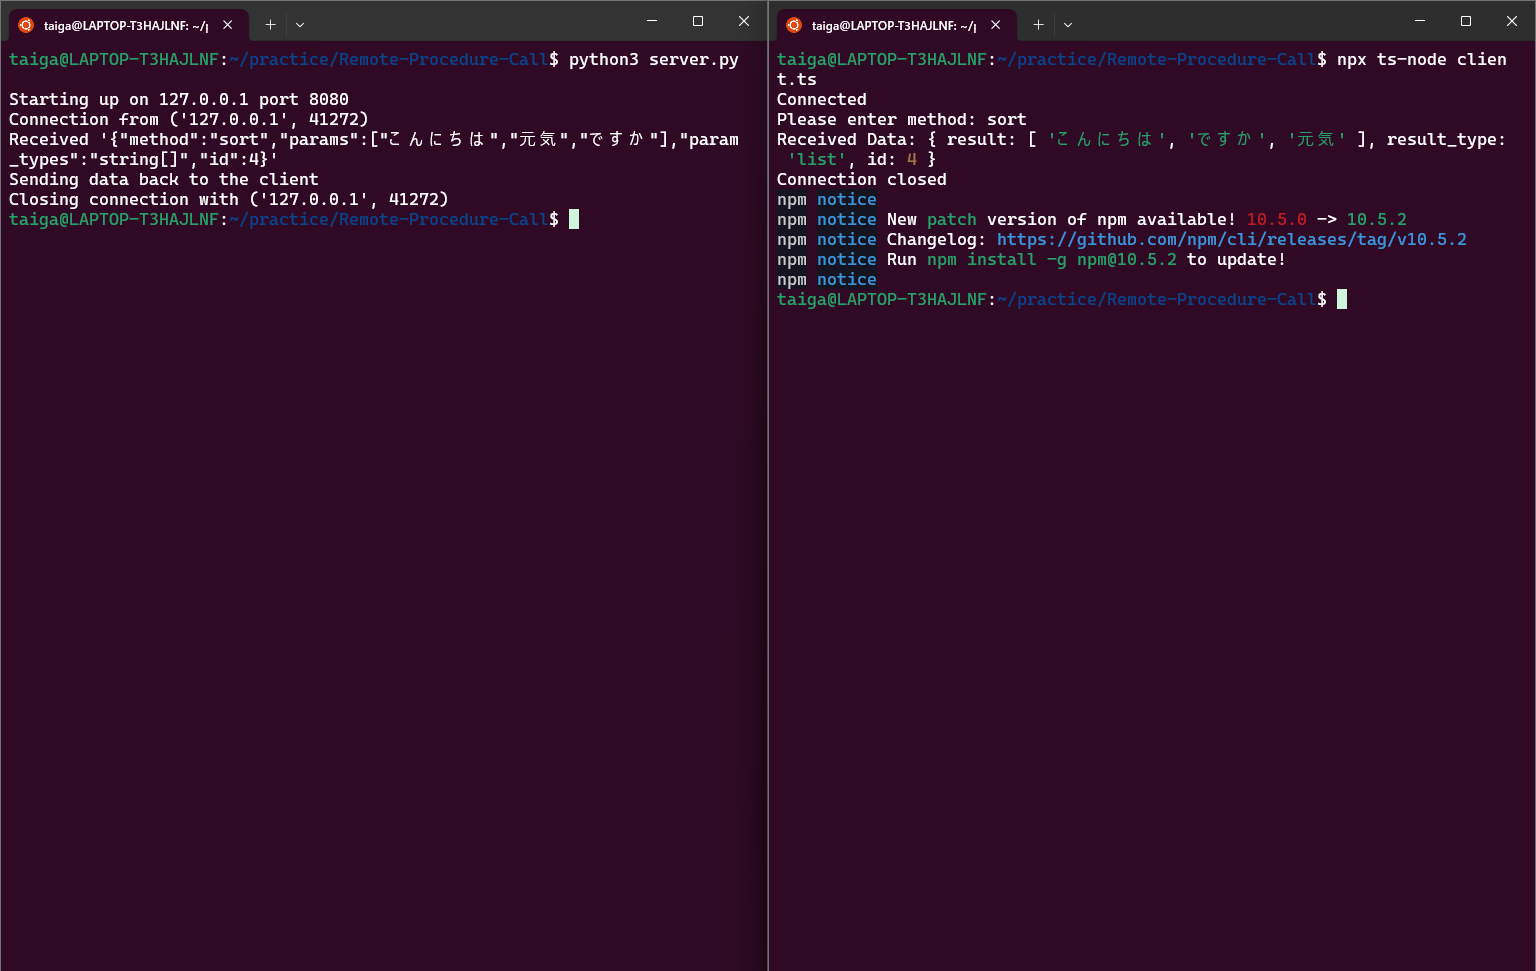 taiga@LAPTOP-T3HAJLNF: ~/p
taiga@LAPTOP-T3HAJLNF:~/practice/Remote-Procedure-Call$ python3 server.py
Starting up on 127.0.0.1 port 8080
Connection from ('127.0.0.1', 41272)
Received '{"method":"sort","params":["こんにちは","元気","ですか"],"param
_types":"string[]","id":4}'
Sending data back to the client
Closing connection with ('127.0.0.1', 41272)
taiga@LAPTOP-T3HAJLNF:~/practice/Remote-Procedure-Call$
taiga@LAPTOP-T3HAJLNF: ~/p
taiga@LAPTOP-T3HAJLNF:~/practice/Remote-Procedure-Call$ npx ts-node clien
t.ts
Connected
Please enter method: sort
Received Data: { result: [ 'こんにちは', 'ですか', '元気' ], result_type:
'list', id: 4 }
Connection closed
npm notice
npm notice New patch version of npm available! 10.5.0 -> 10.5.2
npm notice Changelog: https://github.com/npm/cli/releases/tag/v10.5.2
npm notice Run npm install -g npm@10.5.2 to update!
npm notice
taiga@LAPTOP-T3HAJLNF:~/practice/Remote-Procedure-Call$